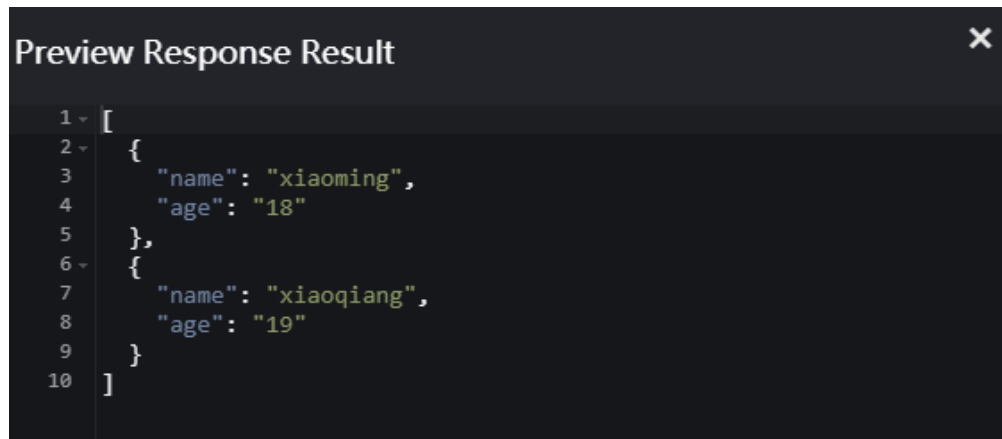 Preview Response Result
×
1 [
2 {
3 "name": "xiaoming",
4 "age": "18"
5 },
6 {
7 "name": "xiaoqiang",
8 "age": "19"
9 }
10 ]